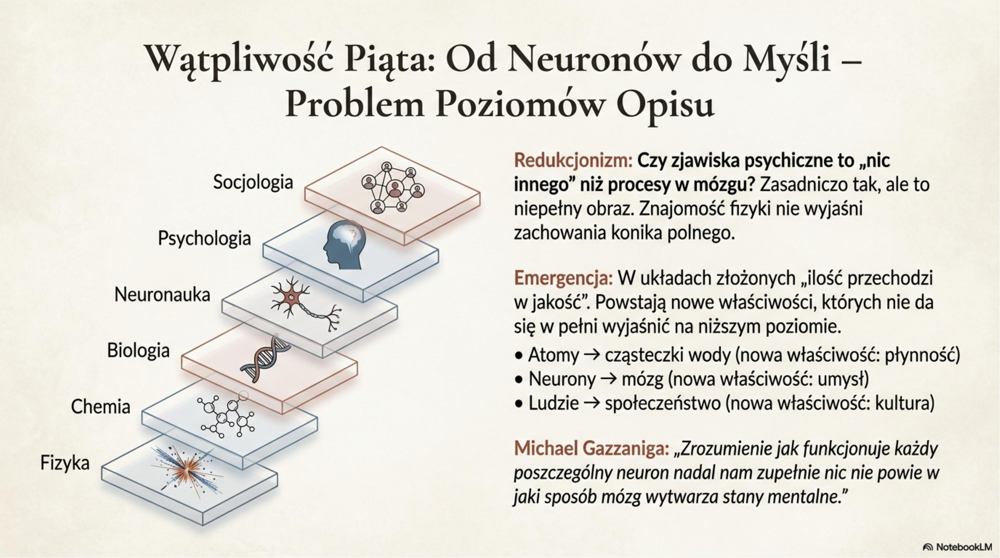 Wątpliwość Piąta: Od Neuronów do Myśli –
Problem Poziomów Opisu
Socjologia
Psychologia
Neuronauka
Biologia
Chemia
Fizyka
Redukcjonizm: Czy zjawiska psychiczne to „nic
innego” niż procesy w mózgu? Zasadniczo tak, ale to
niepełny obraz. Znajomość fizyki nie wyjaśni
zachowania konika polnego.
Emergencja: W układach złożonych „ilość przechodzi
w jakość”. Powstają nowe właściwości, których nie da
się w pełni wyjaśnić na niższym poziomie.
• Atomy → cząsteczki wody (nowa właściwość: płynność)
• Neurony → mózg (nowa właściwość: umysł)
• Ludzie → społeczeństwo (nowa właściwość: kultura)
Michael Gazzaniga: „Zrozumienie jak funkcjonuje każdy
poszczególny neuron nadal nam zupełnie nic nie powie w
jaki sposób mózg wytwarza stany mentalne.”
NotebookLM